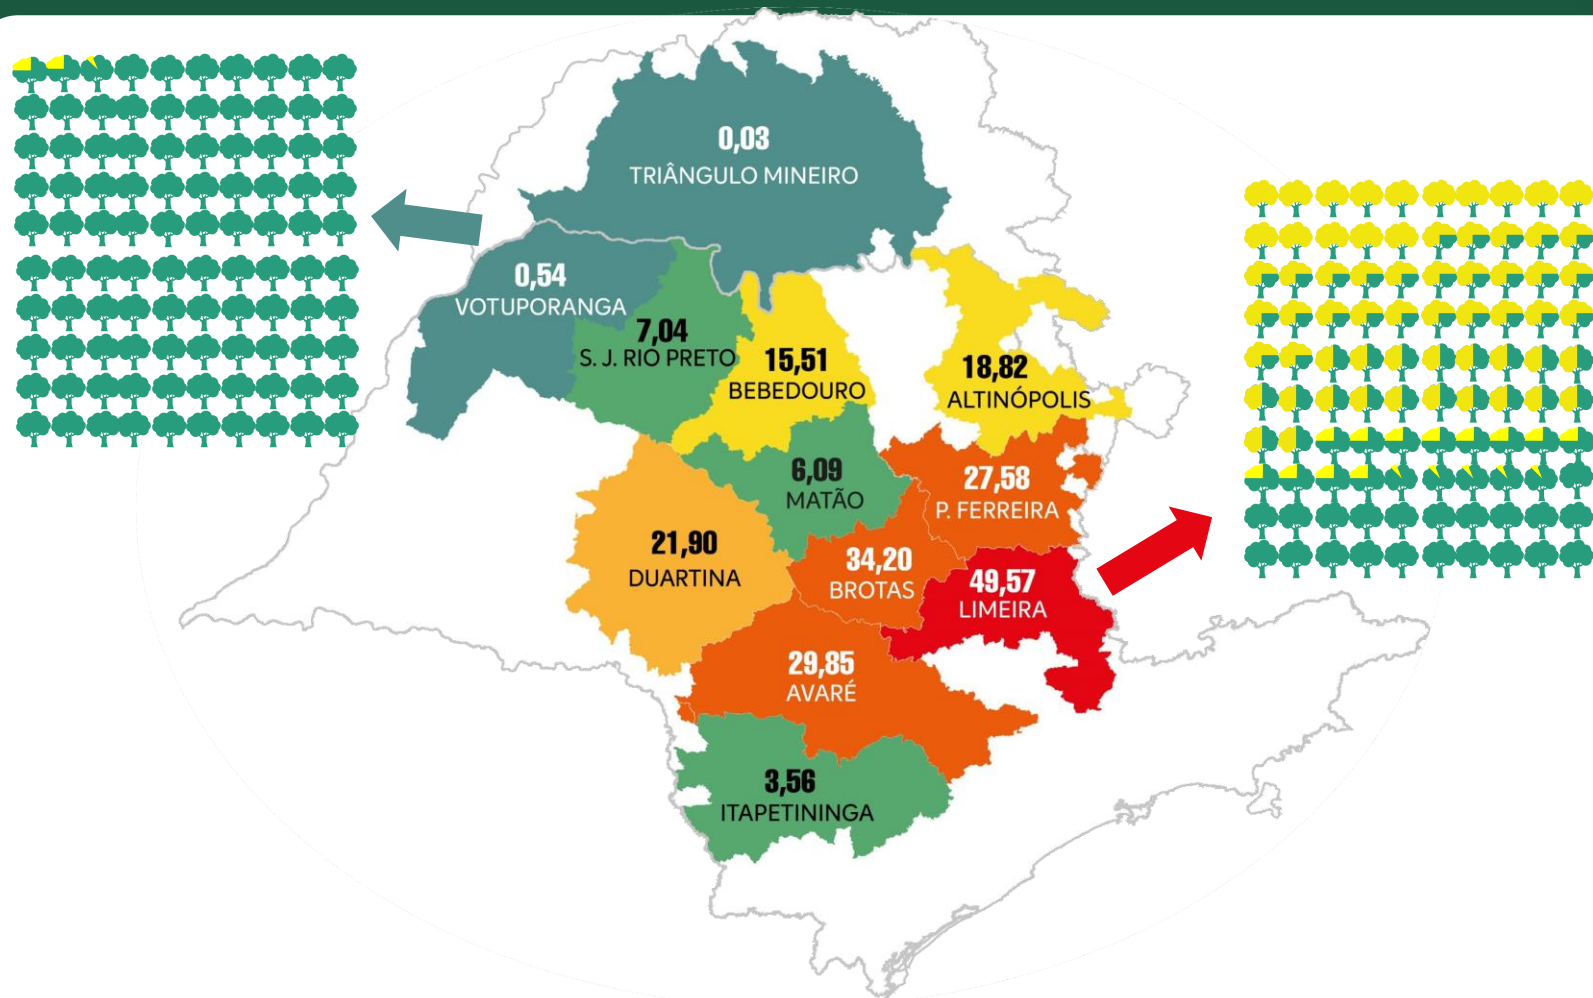 0,03
TRIÂNGULO MINEIRO
0,54
VOTUPORANGA
7,04
S. J. RIO PRETO
15,51
BEBEDOURO
18,82
ALTINÓPOLIS
6,09
MATÃO
27,58
P. FERREIRA
21,90
DUARTINA
34,20
BROTAS
49,57
LIMEIRA
29,85
AVARÉ
3,56
ITAPETININGA